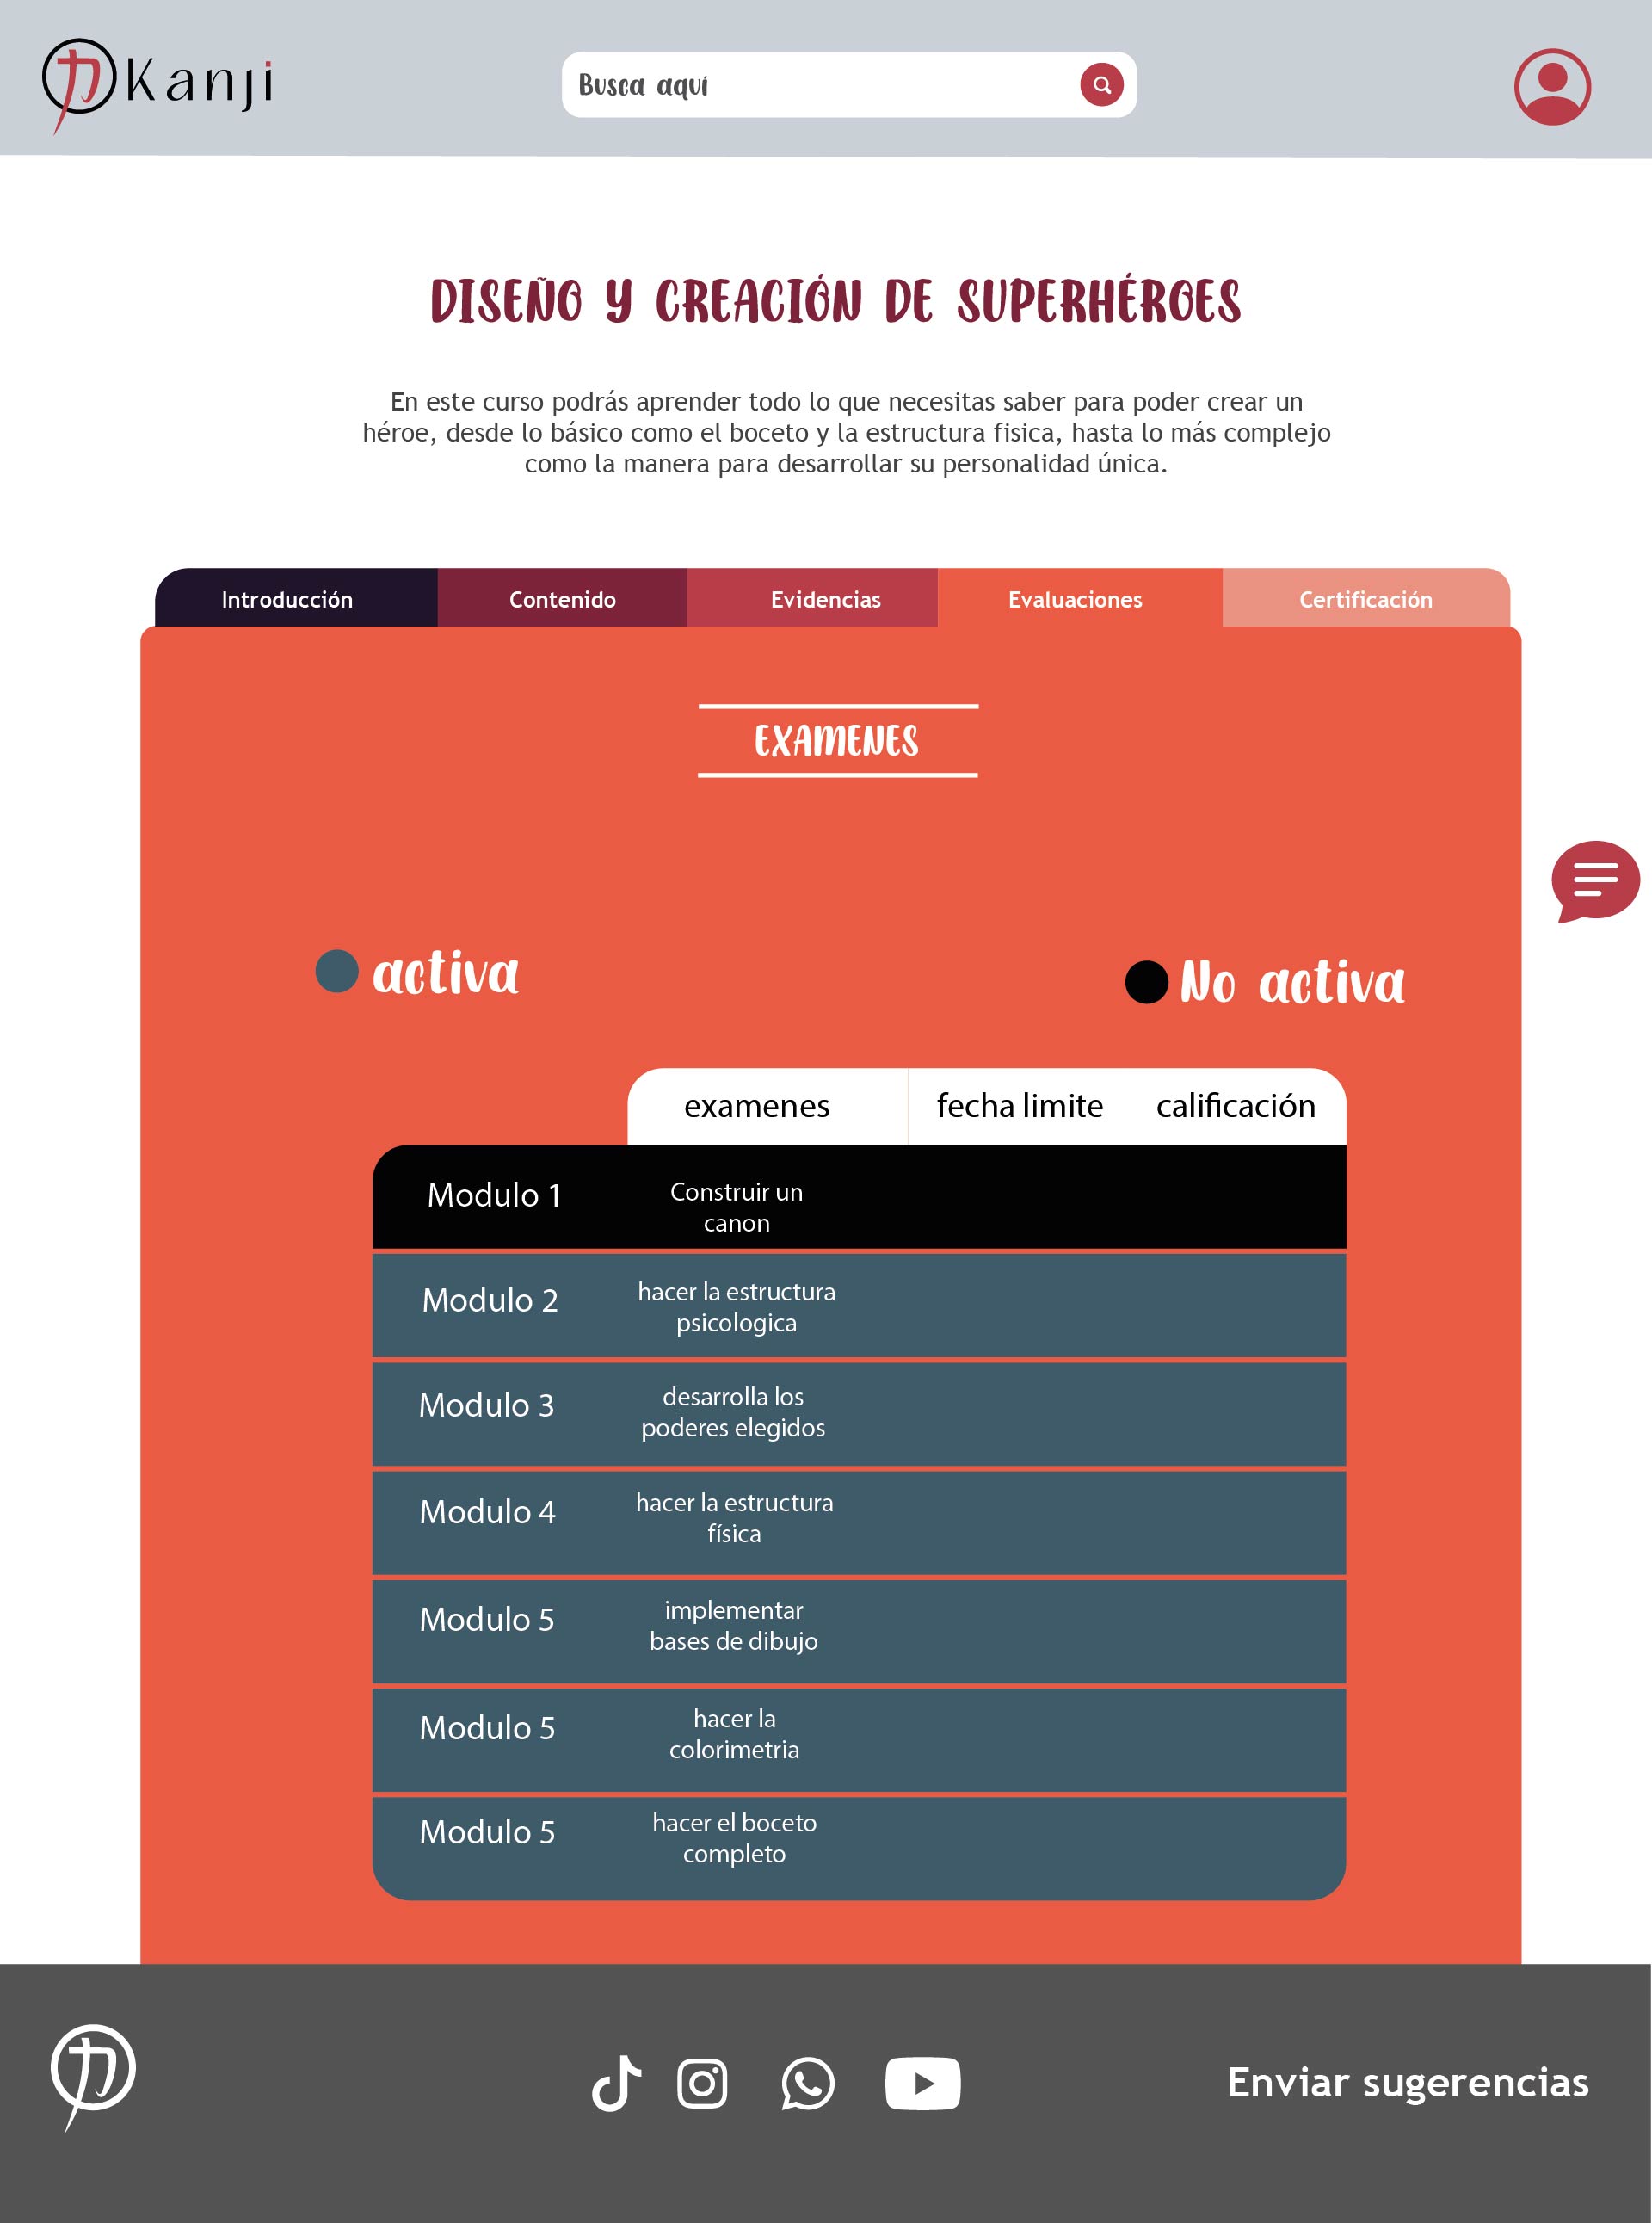 Kanji
Busca aquí
DISEÑO Y CREACIÓN DE SUPERHÉROES
En este curso podrás aprender todo lo que necesitas saber para poder crear un
héroe, desde lo básico como el boceto y la estructura fisica, hasta lo más complejo
como la manera para desarrollar su personalidad única.
Introducción Contenido Evidencias Evaluaciones Certificación
EXAMENES
activa
No activa
examenes fecha limite calificación
Modulo 1
Construir un
canon
Modulo 2
hacer la estructura
psicologica
Modulo 3
desarrolla los
poderes elegidos
Modulo 4
hacer la estructura
física
Modulo 5
implementar
bases de dibujo
Modulo 5
hacer la
colorimetria
Modulo 5
hacer el boceto
completo
Enviar sugerencias